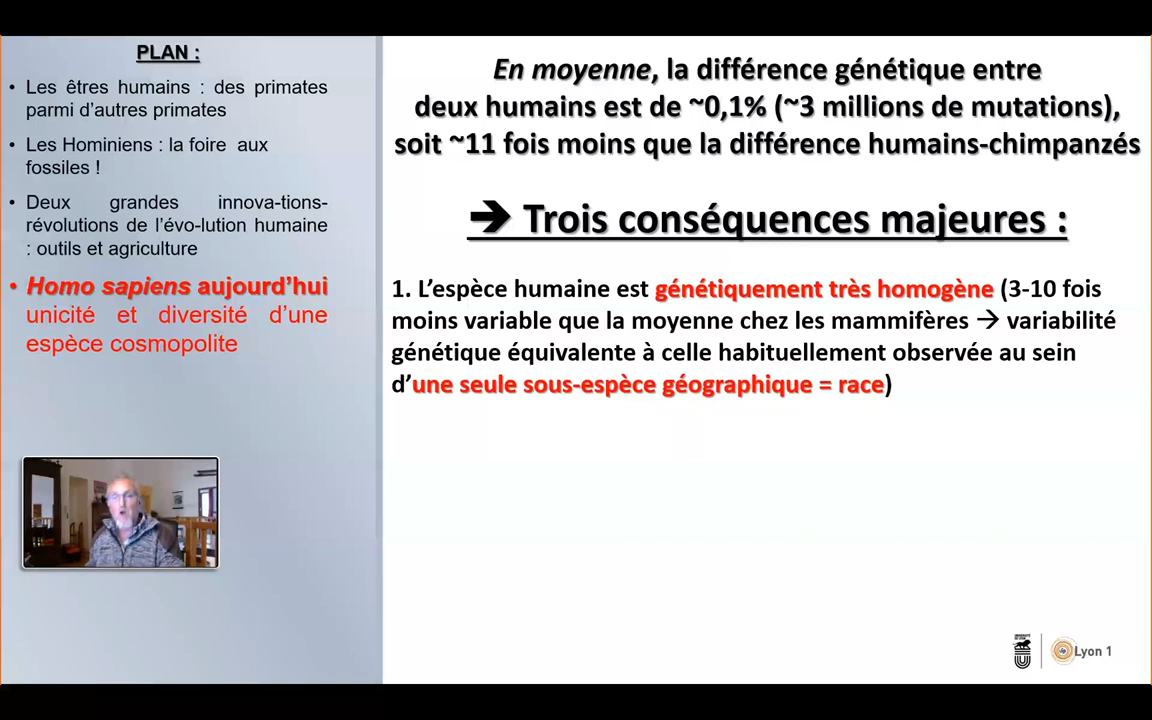 PLAN :
• Les êtres humains : des primates
parmi d'autres primates
• Les Hominiens : la foire aux
fossiles !
• Deux grandes innova-tions-
révolutions de l'évo-lution humaine
: outils et agriculture
• Homo sapiens aujourd'hui
unicité et diversité d'une
espèce cosmopolite
En moyenne, la différence génétique entre
deux humains est de ~0,1% (~3 millions de mutations),
soit ~11 fois moins que la différence humains-chimpanzés
➔ Trois conséquences majeures :
1. L'espèce humaine est génétiquement très homogène (3-10 fois
moins variable que la moyenne chez les mammifères → variabilité
génétique équivalente à celle habituellement observée au sein
d'une seule sous-espèce géographique = race)
Lyon 1